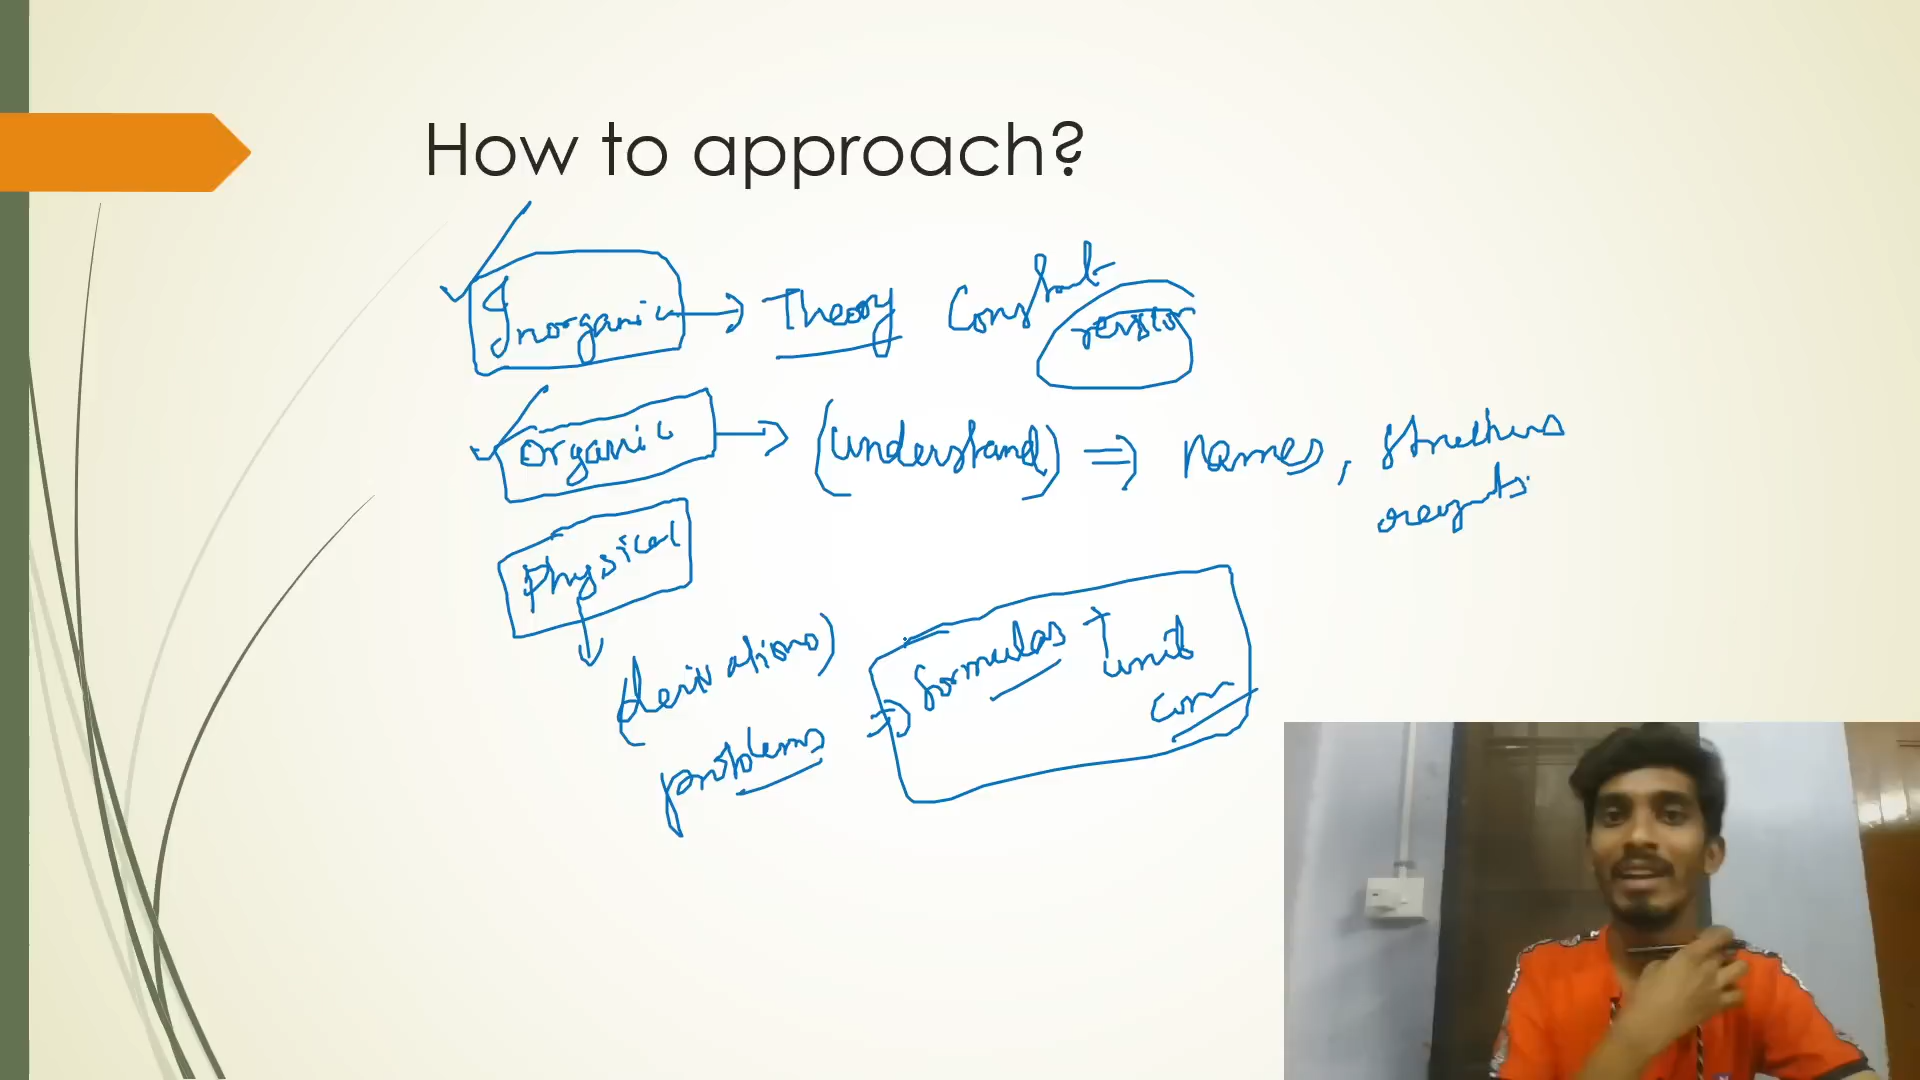 How to approach?
Inorganic → Theory Constant revision
Organic → (understand) ⇒ Names, structures
reagents
Physical
(derivations)
problems ⇒ formulas + unit
conv